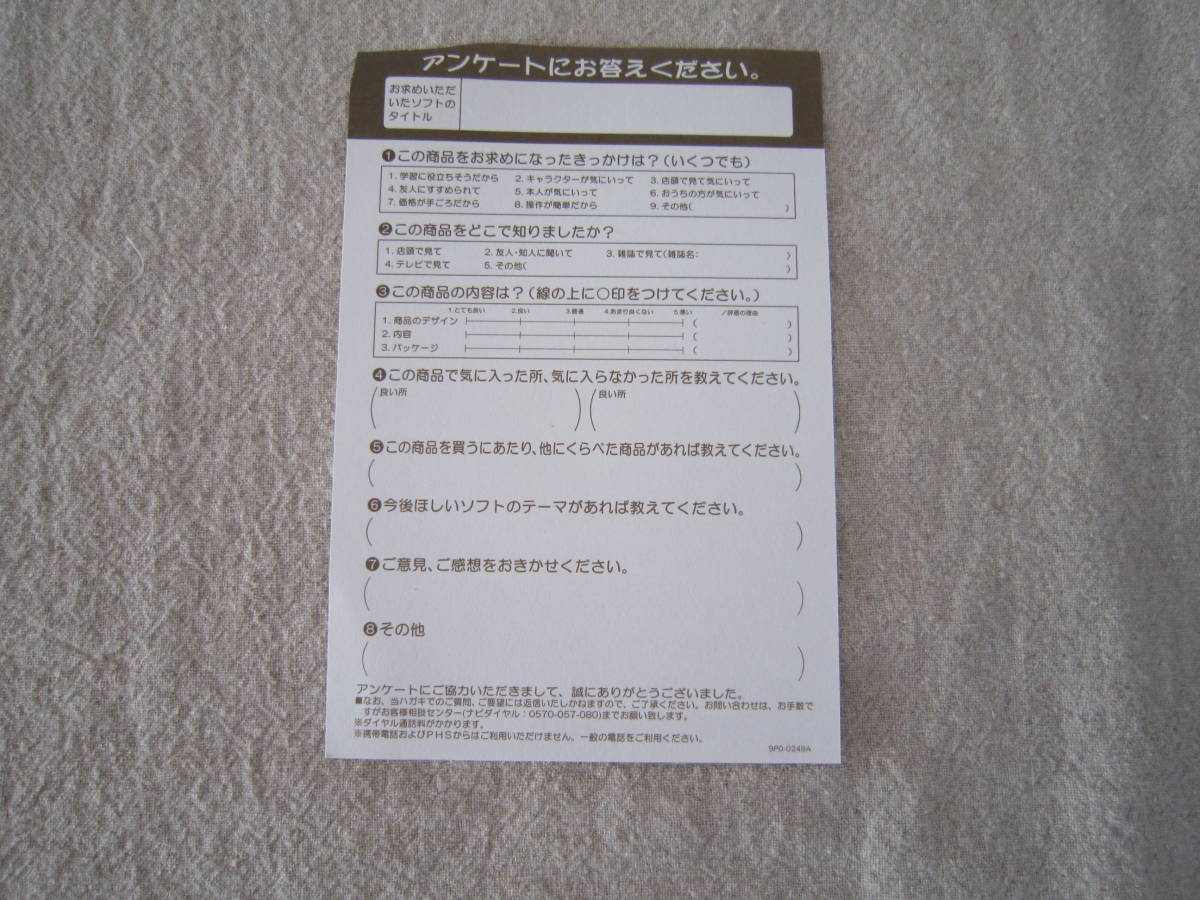 アンケートにお答えください。
お求めいただ
いたソフトの
タイトル
❶この商品をお求めになったきっかけは？(いくつでも)
1. 学習に役立ちそうだから 2. キャラクターが気にいって 3. 店頭で見て気にいって
4. 友人にすすめられて 5. 本人が気にいって 6. おうちの方が気にいって
7. 価格が手ごろだから 8. 操作が簡単だから 9. その他( )
❷この商品をどこで知りましたか？
1. 店頭で見て 2. 友人・知人に聞いて 3. 雑誌で見て(雑誌名: )
4. テレビで見て 5. その他( )
❸この商品の内容は？(線の上に○印をつけてください。)
1.とても良い 2.良い 3.普通 4.あまり良くない 5.悪い /評価の理由
1. 商品のデザイン ( )
2. 内容 ( )
3. パッケージ ( )
❹この商品で気に入った所、気に入らなかった所を教えてください。
(良い所 ) (良い所 )
❺この商品を買うにあたり、他にくらべた商品があれば教えてください。
( )
❻今後ほしいソフトのテーマがあれば教えてください。
( )
❼ご意見、ご感想をおきかせください。
( )
❽その他
( )
アンケートにご協力いただきまして、誠にありがとうございました。
■なお、当ハガキでのご質問、ご要望には返信いたしかねますので、ご了承ください。お問い合わせは、お手数で
すがお客様相談センター(ナビダイヤル：0570-057-080)までお願い致します。
※ダイヤル通話料がかかります。
※携帯電話およびPHSからはご利用いただけません。一般の電話をご利用ください。
9P0-0249A